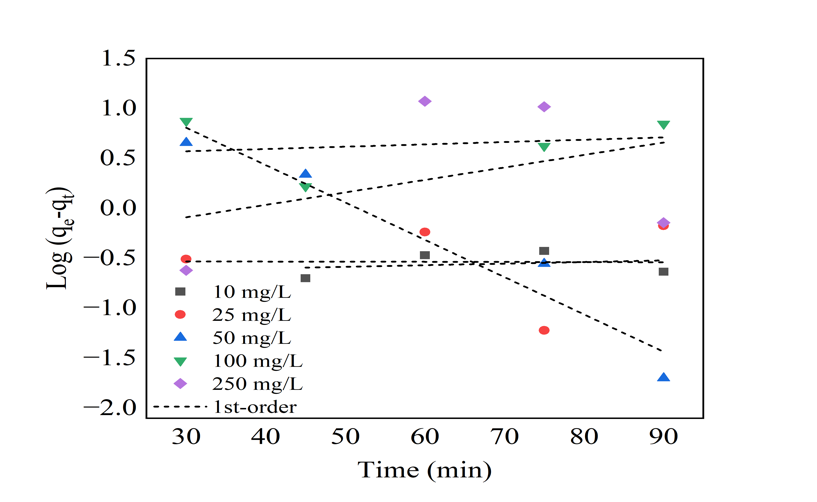 1.5
1.0
0.5
0.0
−0.5
−1.0
−1.5
−2.0
Log (qe-qt)
10 mg/L
25 mg/L
50 mg/L
100 mg/L
250 mg/L
1st-order
30 40 50 60 70 80 90
Time (min)